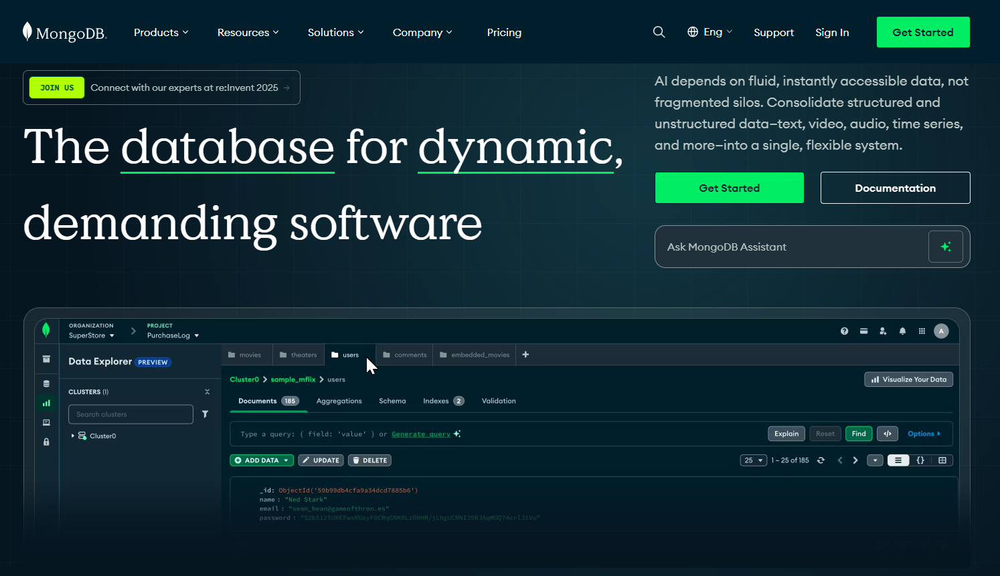 MongoDB.
Products
Resources
Solutions
Company
Pricing
Eng
Support
Sign In
Get Started
JOIN US Connect with our experts at re:Invent 2025 →
The database for dynamic,
demanding software
AI depends on fluid, instantly accessible data, not
fragmented silos. Consolidate structured and
unstructured data—text, video, audio, time series,
and more—into a single, flexible system.
Get Started
Documentation
Ask MongoDB Assistant
ORGANIZATION
SuperStore
PROJECT
PurchaseLog
A
Data Explorer PREVIEW
CLUSTERS (1)
Search clusters
Cluster0
movies
theaters
users
comments
embedded_movies
+
Cluster0 > sample_mflix > users
Visualize Your Data
Documents 185
Aggregations
Schema
Indexes 2
Validation
Type a query: { field: 'value' } or Generate query
Explain
Reset
Find
</>
Options
ADD DATA
UPDATE
DELETE
25
1 – 25 of 185
{}
_id: ObjectId('59b99db4cfa9a34dcd7885b6')
name : "Ned Stark"
email : "sean_bean@gameofthron.es"
password : "$2b$12$UREFwsRUoyF0CRqGNK0LzO0HM/jLhgUCNNIJ9RJAqMUQ74crlJ1Vu"